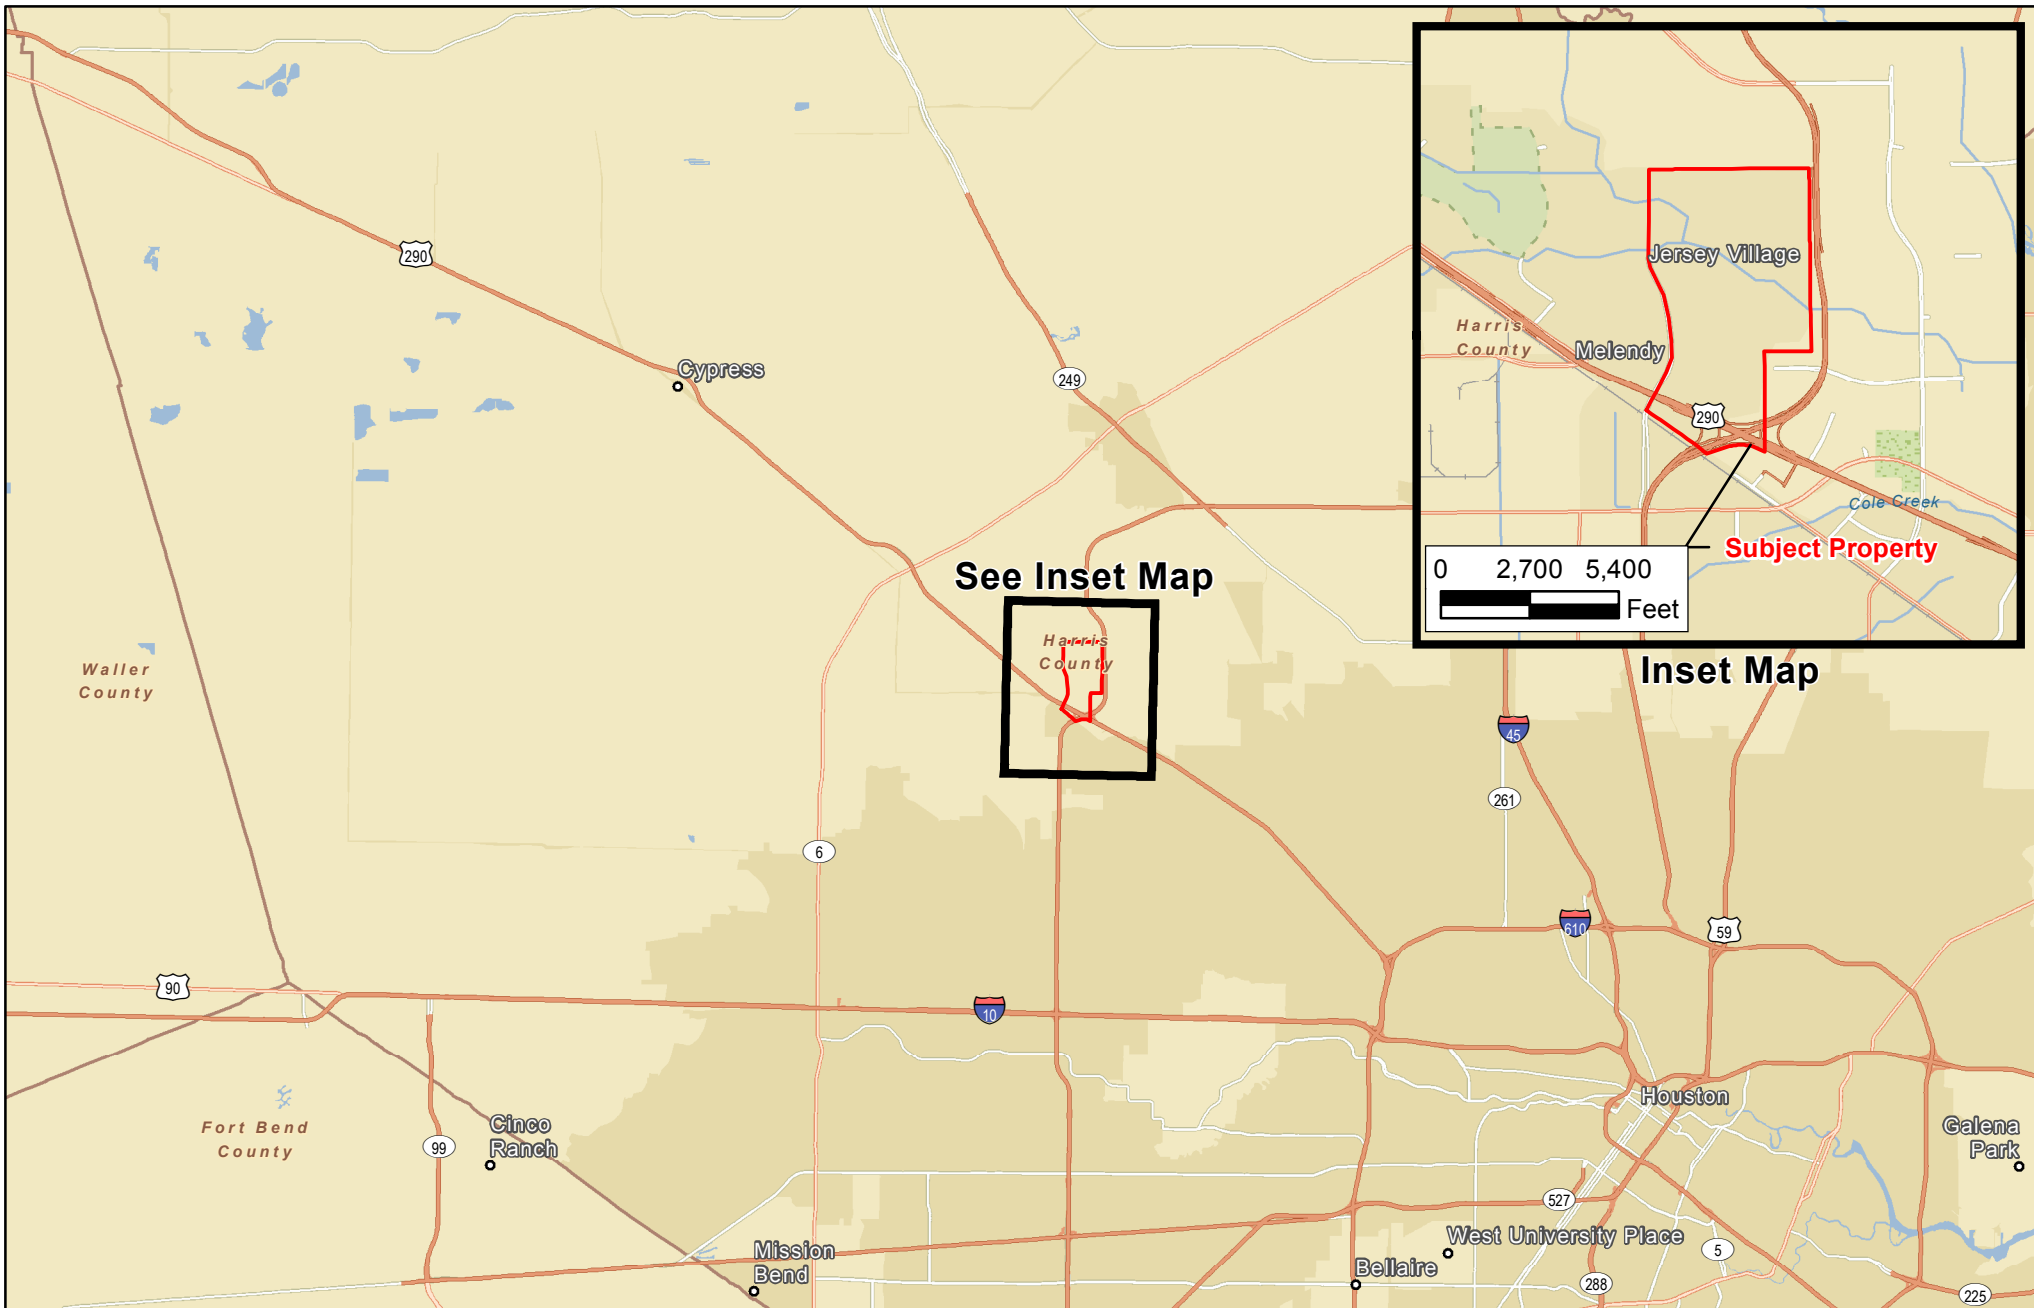 290
Cypress
249
See Inset Map
Harris
County
Waller
County
6
90
10
Fort Bend
County
99
Cinco
Ranch
Mission
Bend
45
261
610
59
Houston
Galena
Park
527
West University Place
5
Bellaire
288
225
Jersey Village
Harris
County
Melendy
290
Cole Creek
Subject Property
0 2,700 5,400
Feet
Inset Map